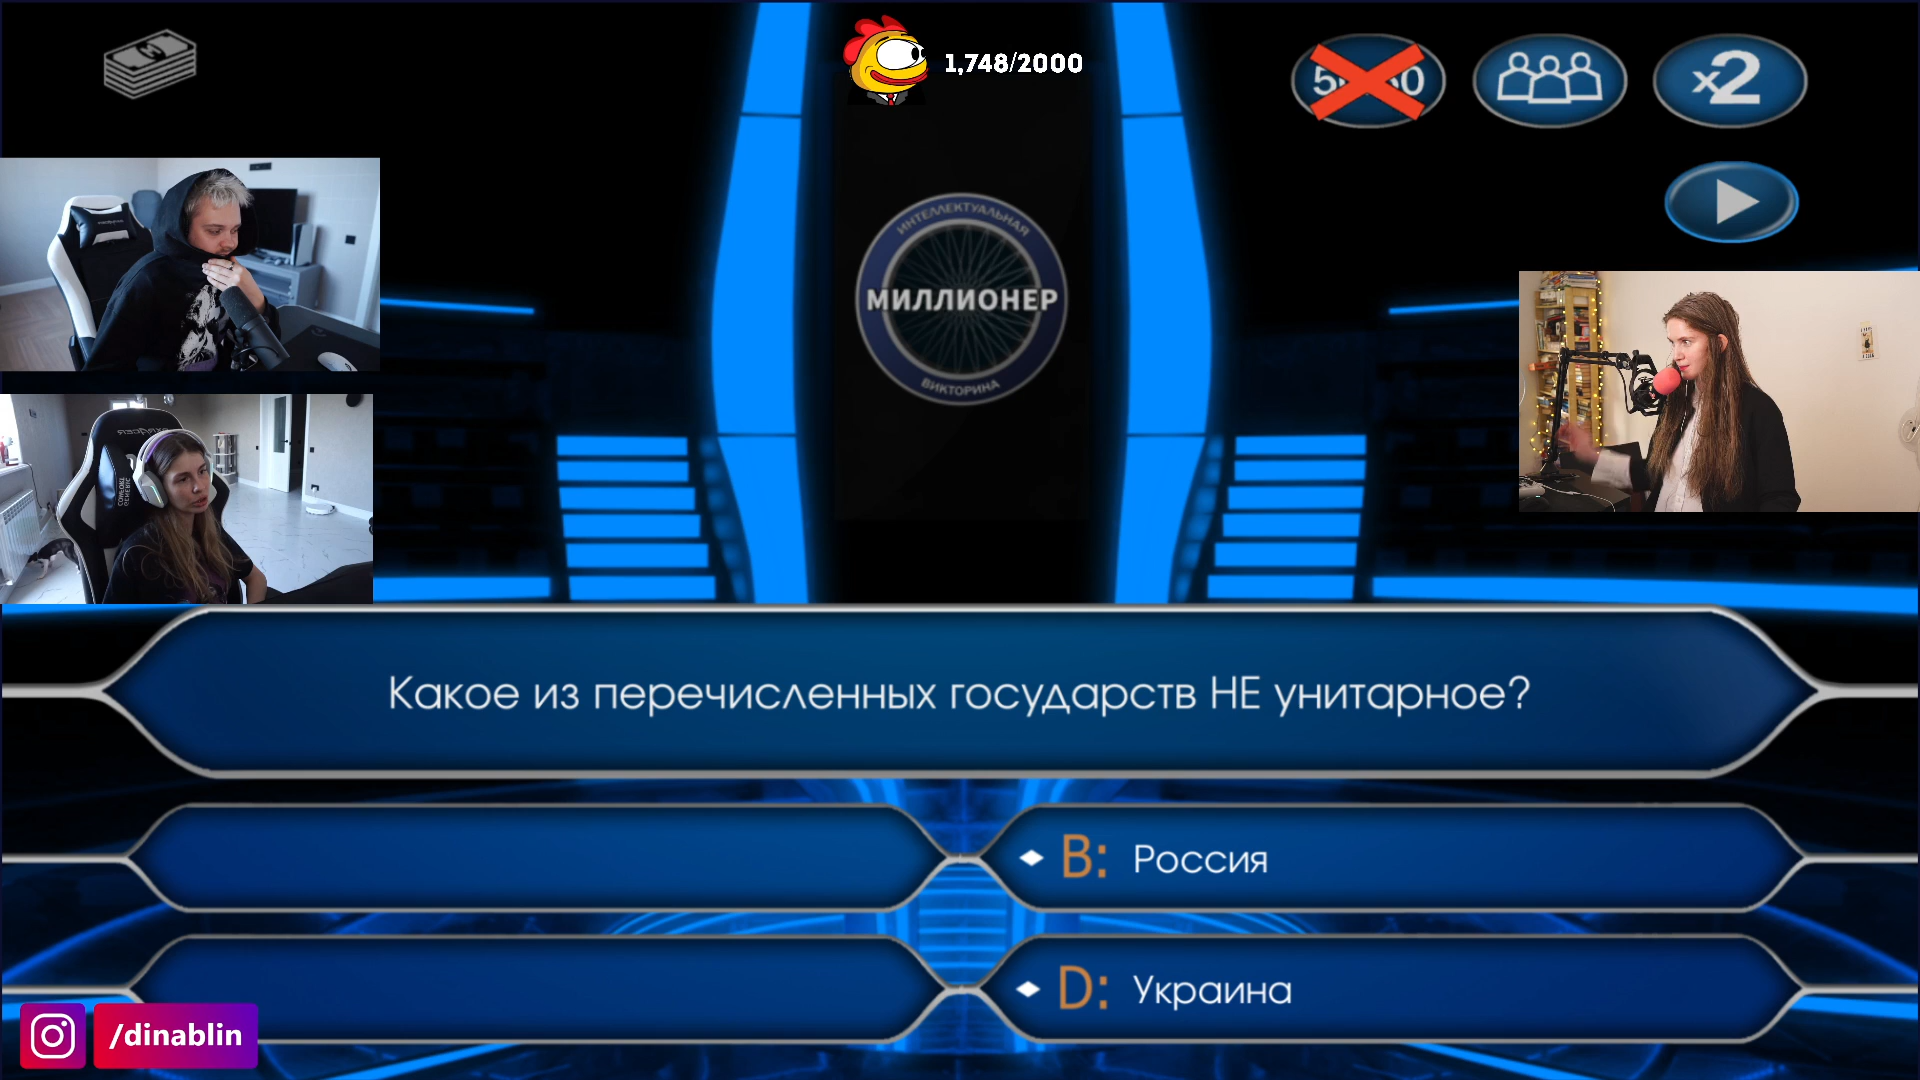 1,748/2000
x2
ИНТЕЛЛЕКТУАЛЬНАЯ
МИЛЛИОНЕР
ВИКТОРИНА
Какое из перечисленных государств НЕ унитарное?
B: Россия
D: Украина
/dinablin